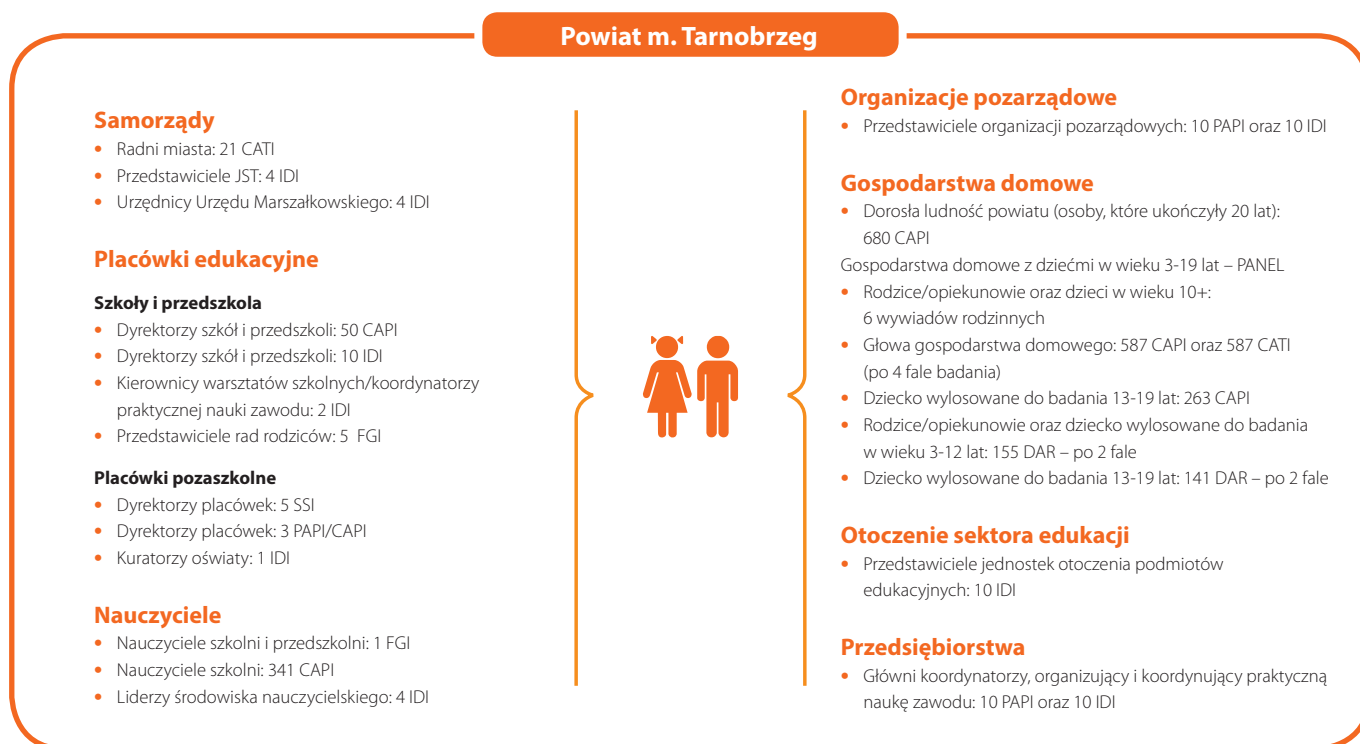 Powiat m. Tarnobrzeg
Samorządy
• Radni miasta: 21 CATI
• Przedstawiciele JST: 4 IDI
• Urzędnicy Urzędu Marszałkowskiego: 4 IDI
Placówki edukacyjne
Szkoły i przedszkola
• Dyrektorzy szkół i przedszkoli: 50 CAPI
• Dyrektorzy szkół i przedszkoli: 10 IDI
• Kierownicy warsztatów szkolnych/koordynatorzy
praktycznej nauki zawodu: 2 IDI
• Przedstawiciele rad rodziców: 5 FGI
Placówki pozaszkolne
• Dyrektorzy placówek: 5 SSI
• Dyrektorzy placówek: 3 PAPI/CAPI
• Kuratorzy oświaty: 1 IDI
Nauczyciele
• Nauczyciele szkolni i przedszkolni: 1 FGI
• Nauczyciele szkolni: 341 CAPI
• Liderzy środowiska nauczycielskiego: 4 IDI
Organizacje pozarządowe
• Przedstawiciele organizacji pozarządowych: 10 PAPI oraz 10 IDI
Gospodarstwa domowe
• Dorosła ludność powiatu (osoby, które ukończyły 20 lat):
680 CAPI
Gospodarstwa domowe z dziećmi w wieku 3-19 lat – PANEL
• Rodzice/opiekunowie oraz dzieci w wieku 10+:
6 wywiadów rodzinnych
• Głowa gospodarstwa domowego: 587 CAPI oraz 587 CATI
(po 4 fale badania)
• Dziecko wylosowane do badania 13-19 lat: 263 CAPI
• Rodzice/opiekunowie oraz dziecko wylosowane do badania
w wieku 3-12 lat: 155 DAR – po 2 fale
• Dziecko wylosowane do badania 13-19 lat: 141 DAR – po 2 fale
Otoczenie sektora edukacji
• Przedstawiciele jednostek otoczenia podmiotów
edukacyjnych: 10 IDI
Przedsiębiorstwa
• Główni koordynatorzy, organizujący i koordynujący praktyczną
naukę zawodu: 10 PAPI oraz 10 IDI